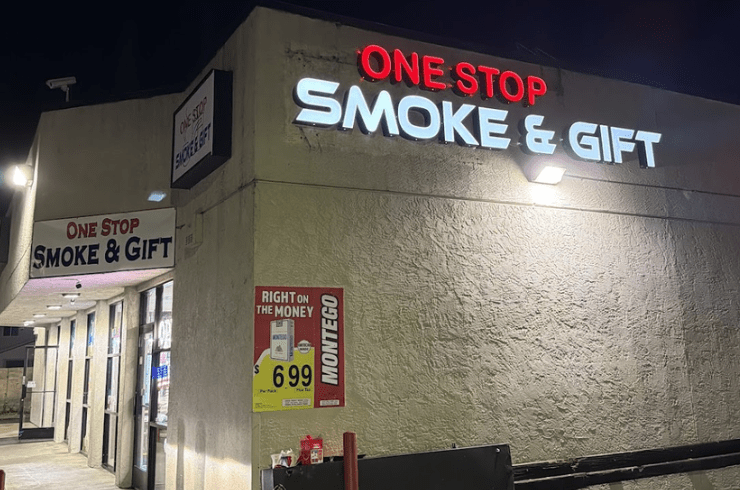 ONE STOP
SMOKE & GIFT
ONE STOP
SMOKE & GIFT
ONE STOP
SMOKE & GIFT
RIGHT ON
THE MONEY
MONTEGO
$6.99